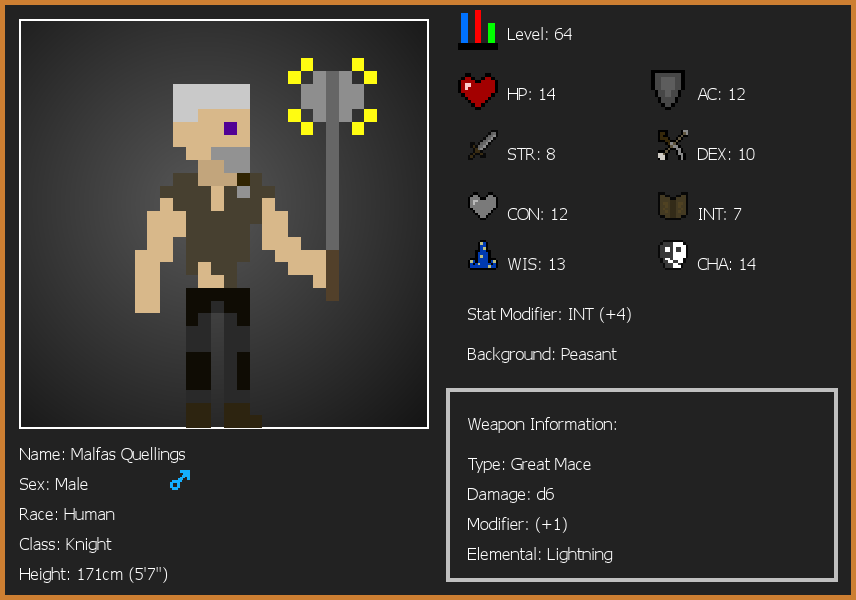 Level: 64
HP: 14
AC: 12
STR: 8
DEX: 10
CON: 12
INT: 7
WIS: 13
CHA: 14
Stat Modifier: INT (+4)
Background: Peasant
Weapon Information:
Type: Great Mace
Damage: d6
Modifier: (+1)
Elemental: Lightning
Name: Malfas Quellings
Sex: Male
Race: Human
Class: Knight
Height: 171cm (5'7")